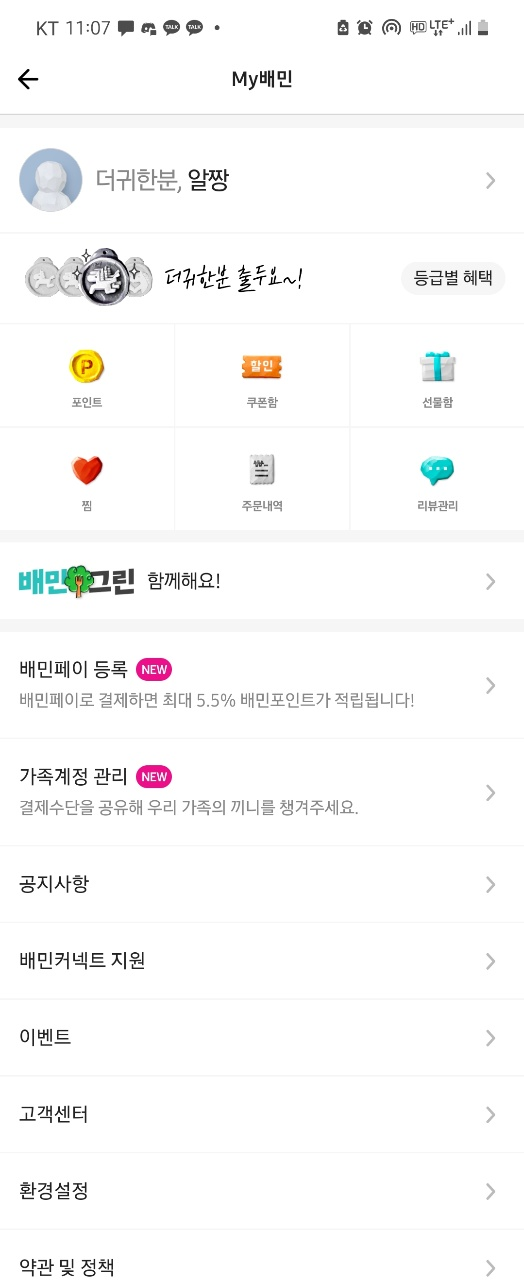 KT 11:07 TALK TALK HD LTE+
My배민
더귀한분, 알짱
더귀한분 출두요~! 등급별 혜택
P 할인
포인트 쿠폰함 선물함
찜 주문내역 리뷰관리
배민그린 함께해요!
배민페이 등록 NEW
배민페이로 결제하면 최대 5.5% 배민포인트가 적립됩니다!
가족계정 관리 NEW
결제수단을 공유해 우리 가족의 끼니를 챙겨주세요.
공지사항
배민커넥트 지원
이벤트
고객센터
환경설정
약관 및 정책